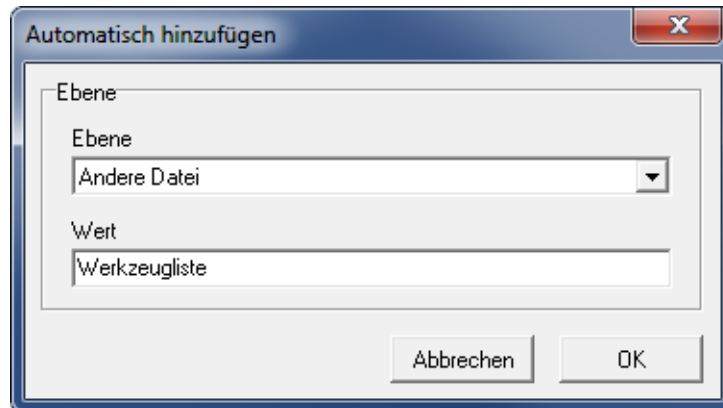 Automatisch hinzufügen
Ebene
Ebene
Andere Datei
Wert
Werkzeugliste
Abbrechen OK